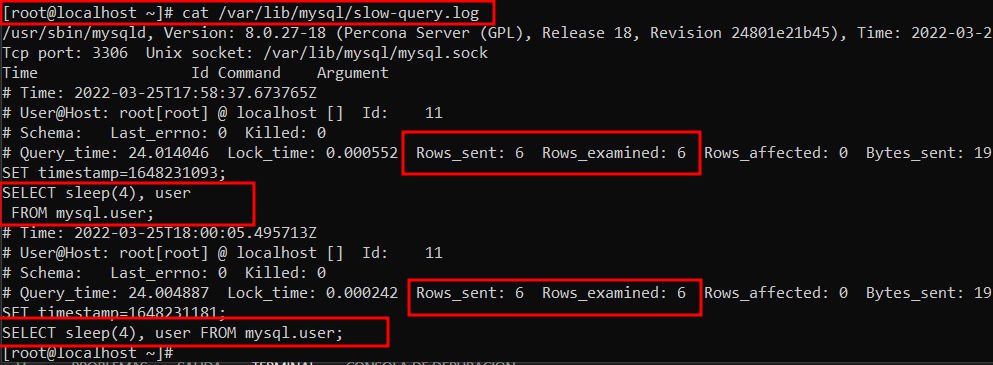 [root@localhost ~]# cat /var/lib/mysql/slow-query.log
/usr/sbin/mysqld, Version: 8.0.27-18 (Percona Server (GPL), Release 18, Revision 24801e21b45), Time: 2022-03-2
Tcp port: 3306  Unix socket: /var/lib/mysql/mysql.sock
Time                 Id Command    Argument
# Time: 2022-03-25T17:58:37.673765Z
# User@Host: root[root] @ localhost []  Id:    11
# Schema:   Last_errno: 0  Killed: 0
# Query_time: 24.014046  Lock_time: 0.000552  Rows_sent: 6  Rows_examined: 6  Rows_affected: 0  Bytes_sent: 19
SET timestamp=1648231093;
SELECT sleep(4), user
 FROM mysql.user;
# Time: 2022-03-25T18:00:05.495713Z
# User@Host: root[root] @ localhost []  Id:    11
# Schema:   Last_errno: 0  Killed: 0
# Query_time: 24.004887  Lock_time: 0.000242  Rows_sent: 6  Rows_examined: 6  Rows_affected: 0  Bytes_sent: 19
SET timestamp=1648231181;
SELECT sleep(4), user FROM mysql.user;
[root@localhost ~]#
PROBLEMAS SALIDA TERMINAL CONSOLA DE DEPURACIÓN